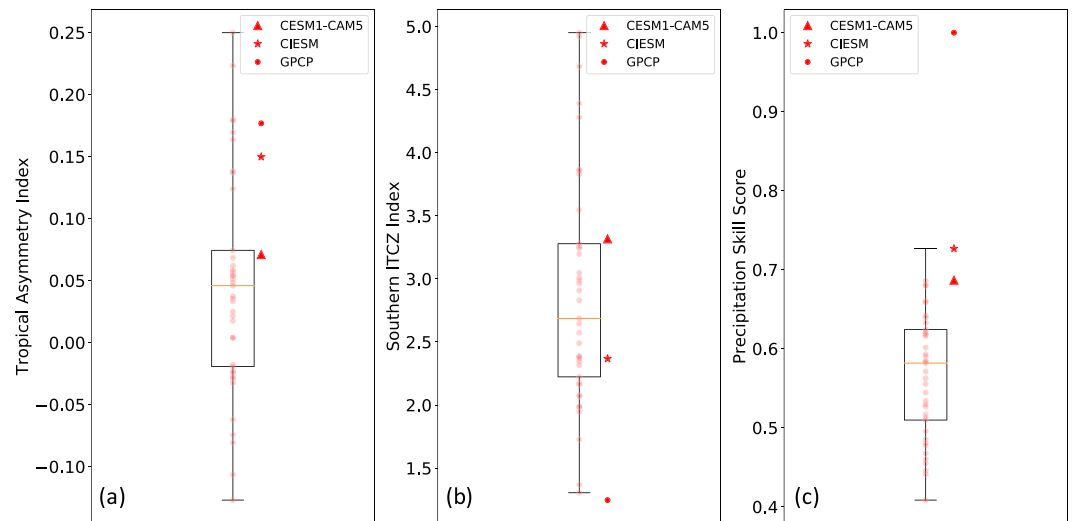 Tropical Asymmetry Index
0.25
0.20
0.15
0.10
0.05
0.00
−0.05
−0.10
CESM1-CAM5
CIESM
GPCP
(a)
Southern ITCZ Index
5.0
4.5
4.0
3.5
3.0
2.5
2.0
1.5
CESM1-CAM5
CIESM
GPCP
(b)
Precipitation Skill Score
1.0
0.9
0.8
0.7
0.6
0.5
0.4
CESM1-CAM5
CIESM
GPCP
(c)